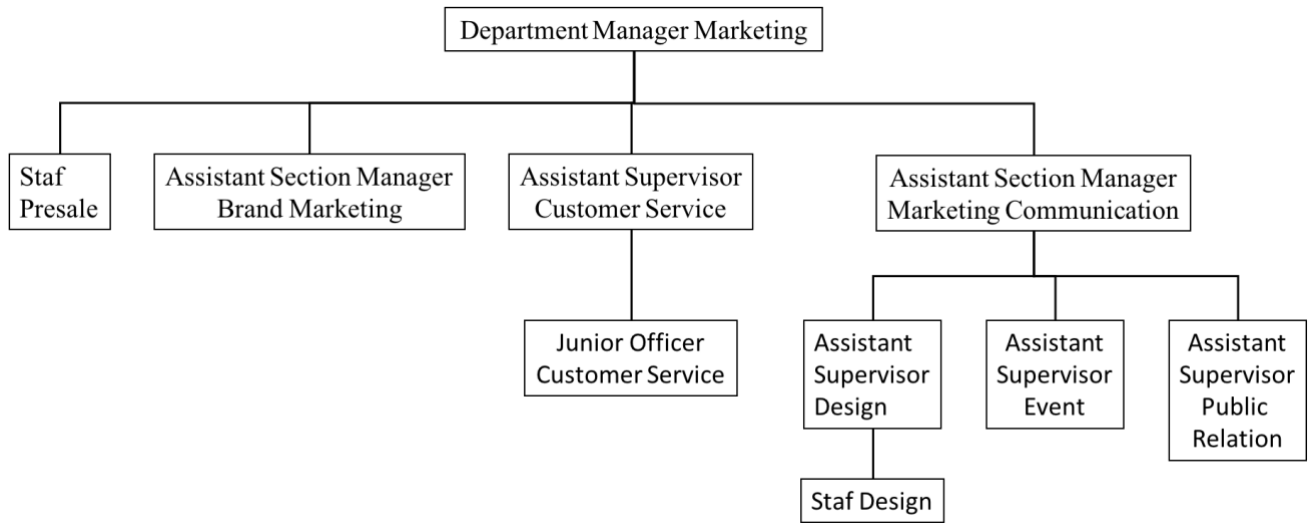 Department Manager Marketing
Staf
Presale
Assistant Section Manager
Brand Marketing
Assistant Supervisor
Customer Service
Assistant Section Manager
Marketing Communication
Junior Officer
Customer Service
Assistant
Supervisor
Design
Assistant
Supervisor
Event
Assistant
Supervisor
Public
Relation
Staf Design